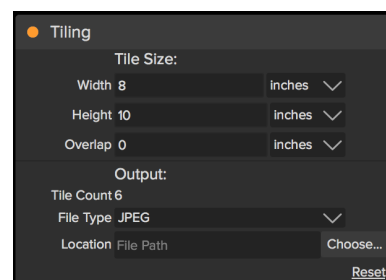 Tiling
Tile Size:
Width 8 inches
Height 10 inches
Overlap 0 inches
Output:
Tile Count 6
File Type JPEG
Location File Path Choose...
Reset